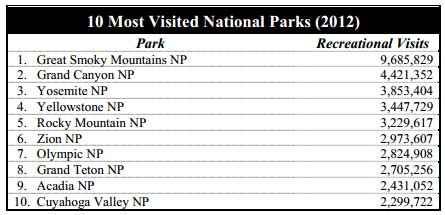 10 Most Visited National Parks (2012)
Park Recreational Visits
1. Great Smoky Mountains NP 9,685,829
2. Grand Canyon NP 4,421,352
3. Yosemite NP 3,853,404
4. Yellowstone NP 3,447,729
5. Rocky Mountain NP 3,229,617
6. Zion NP 2,973,607
7. Olympic NP 2,824,908
8. Grand Teton NP 2,705,256
9. Acadia NP 2,431,052
10. Cuyahoga Valley NP 2,299,722